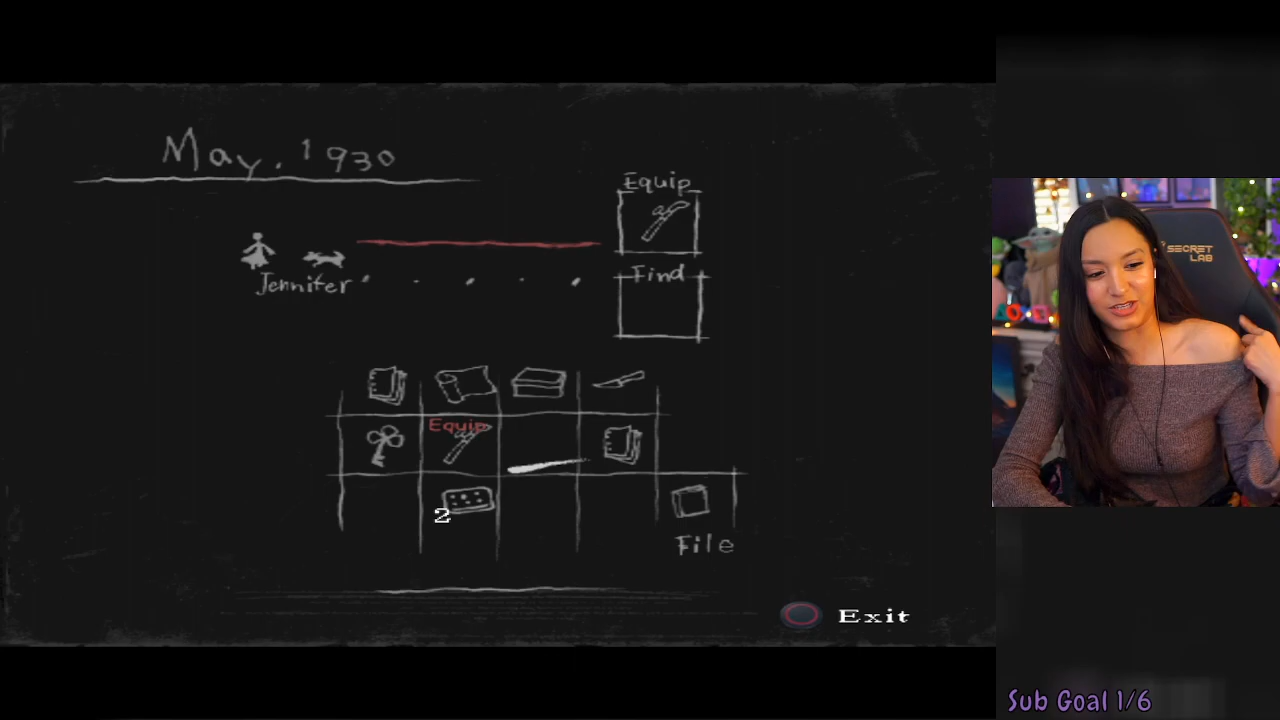 May. 1930
Equip
Find
Jennifer
Equip
2
File
Exit
SECRET
LAB
Sub Goal 1/6